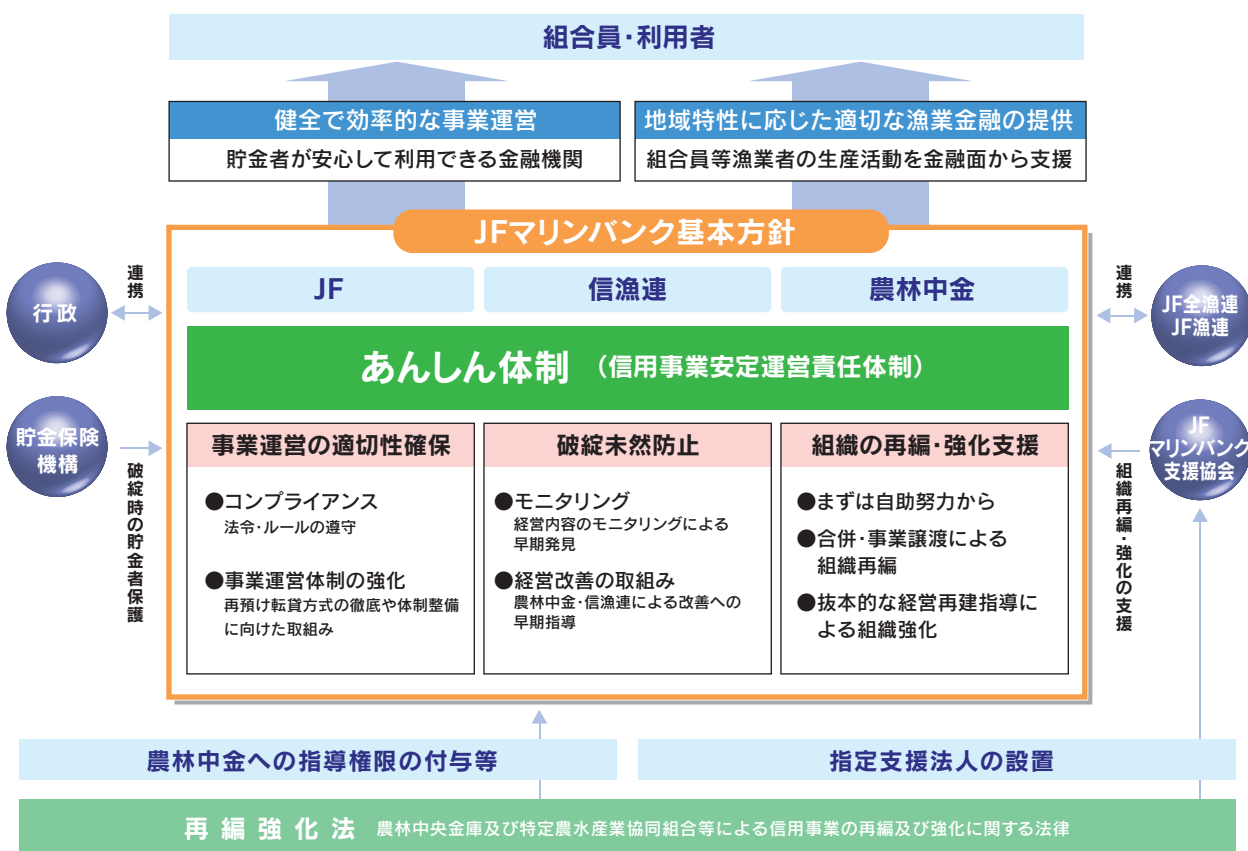 組合員･利用者
健全で効率的な事業運営
貯金者が安心して利用できる金融機関
地域特性に応じた適切な漁業金融の提供
組合員等漁業者の生産活動を金融面から支援
JFマリンバンク基本方針
JF
信漁連
農林中金
あんしん体制 （信用事業安定運営責任体制）
行政
連携
貯金保険
機構
破綻時の貯金者保護
連携
JF全漁連
JF漁連
JF
マリンバンク
支援協会
組織再編･強化の支援
事業運営の適切性確保
●コンプライアンス
法令･ルールの遵守
●事業運営体制の強化
再預け転貸方式の徹底や体制整備
に向けた取組み
破綻未然防止
●モニタリング
経営内容のモニタリングによる
早期発見
●経営改善の取組み
農林中金･信漁連による改善への
早期指導
組織の再編･強化支援
●まずは自助努力から
●合併･事業譲渡による
組織再編
●抜本的な経営再建指導に
よる組織強化
農林中金への指導権限の付与等
指定支援法人の設置
再編強化法 農林中央金庫及び特定農水産業協同組合等による信用事業の再編及び強化に関する法律